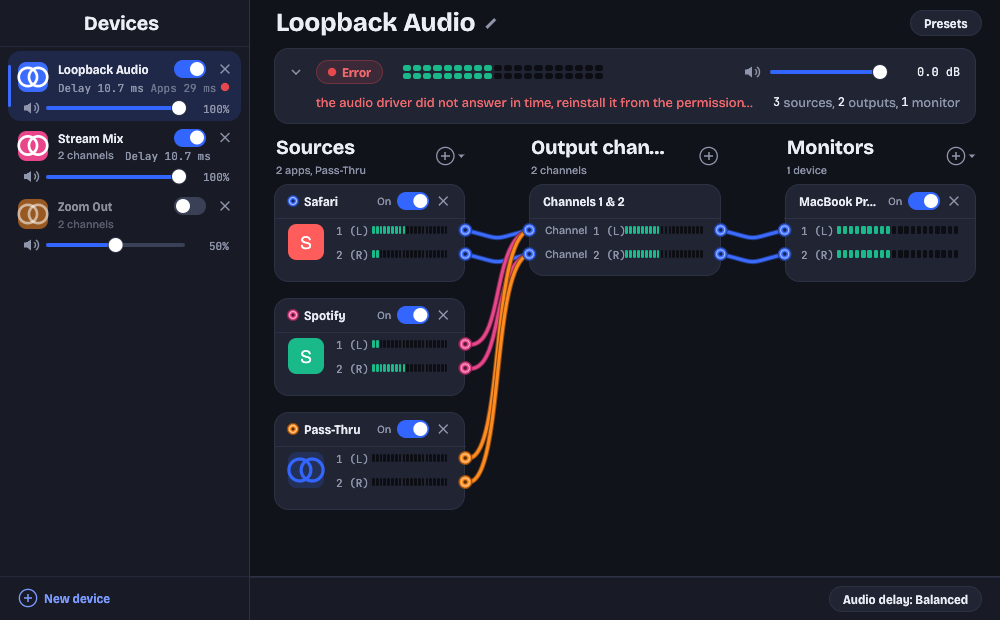 Devices
Loopback Audio
Delay 10.7 ms Apps 29 ms
100%
Stream Mix
2 channels Delay 10.7 ms
100%
Zoom Out
2 channels
50%
New device
Loopback Audio
Presets
Error
0.0 dB
the audio driver did not answer in time, reinstall it from the permission...
3 sources, 2 outputs, 1 monitor
Sources
2 apps, Pass-Thru
Output chan...
2 channels
Monitors
1 device
Safari On
S
1 (L)
2 (R)
Channels 1 & 2
Channel 1 (L)
Channel 2 (R)
MacBook Pr... On
1 (L)
2 (R)
Spotify On
S
1 (L)
2 (R)
Pass-Thru On
1 (L)
2 (R)
Audio delay: Balanced